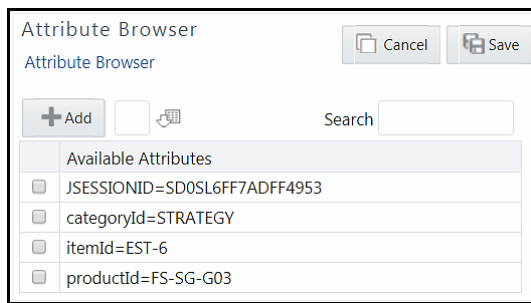 Attribute Browser
Cancel
Save
Attribute Browser
Add
Search
Available Attributes
JSESSIONID=SD0SL6FF7ADFF4953
categoryId=STRATEGY
itemId=EST-6
productId=FS-SG-G03